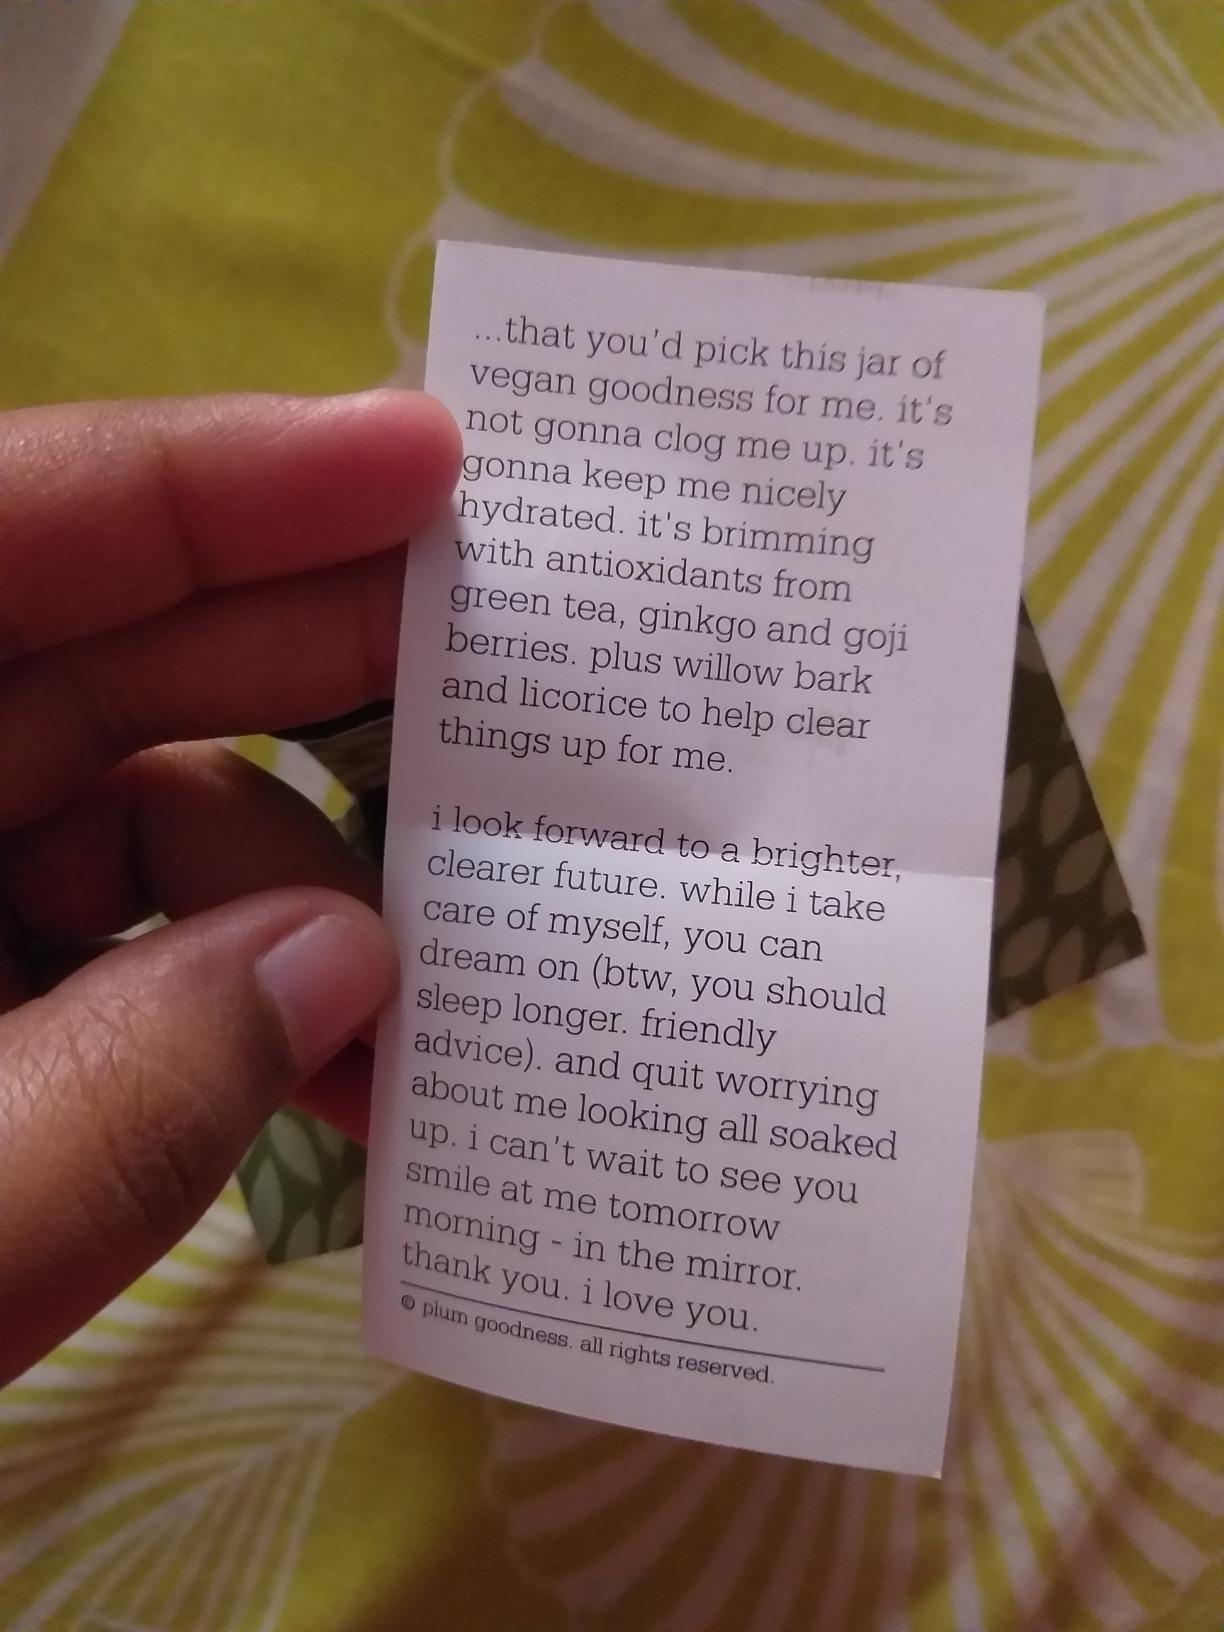 ...that you'd pick this jar of
vegan goodness for me. it's
not gonna clog me up. it's
gonna keep me nicely
hydrated. it's brimming
with antioxidants from
green tea, ginkgo and goji
berries. plus willow bark
and licorice to help clear
things up for me.
i look forward to a brighter,
clearer future. while i take
care of myself, you can
dream on (btw, you should
sleep longer. friendly
advice). and quit worrying
about me looking all soaked
up. i can't wait to see you
smile at me tomorrow
morning - in the mirror.
thank you. i love you.
© plum goodness. all rights reserved.